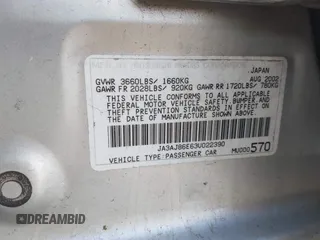 JAPAN
GVWR 3660LBS/ 1660KG AUG 2002
GAWR FR 2028LBS/ 920KG GAWR RR 1720LBS/ 780KG
THIS VEHICLE CONFORMS TO ALL APPLICABLE
FEDERAL MOTOR VEHICLE SAFETY, BUMPER AND
THEFT PREVENTION STANDARDS IN EFFECT ON
THE DATE OF MANUFACTURE SHOWN ABOVE.
JA3AJ86E63U022390
VEHICLE TYPE PASSENGER CAR MU000570
DREAMBID